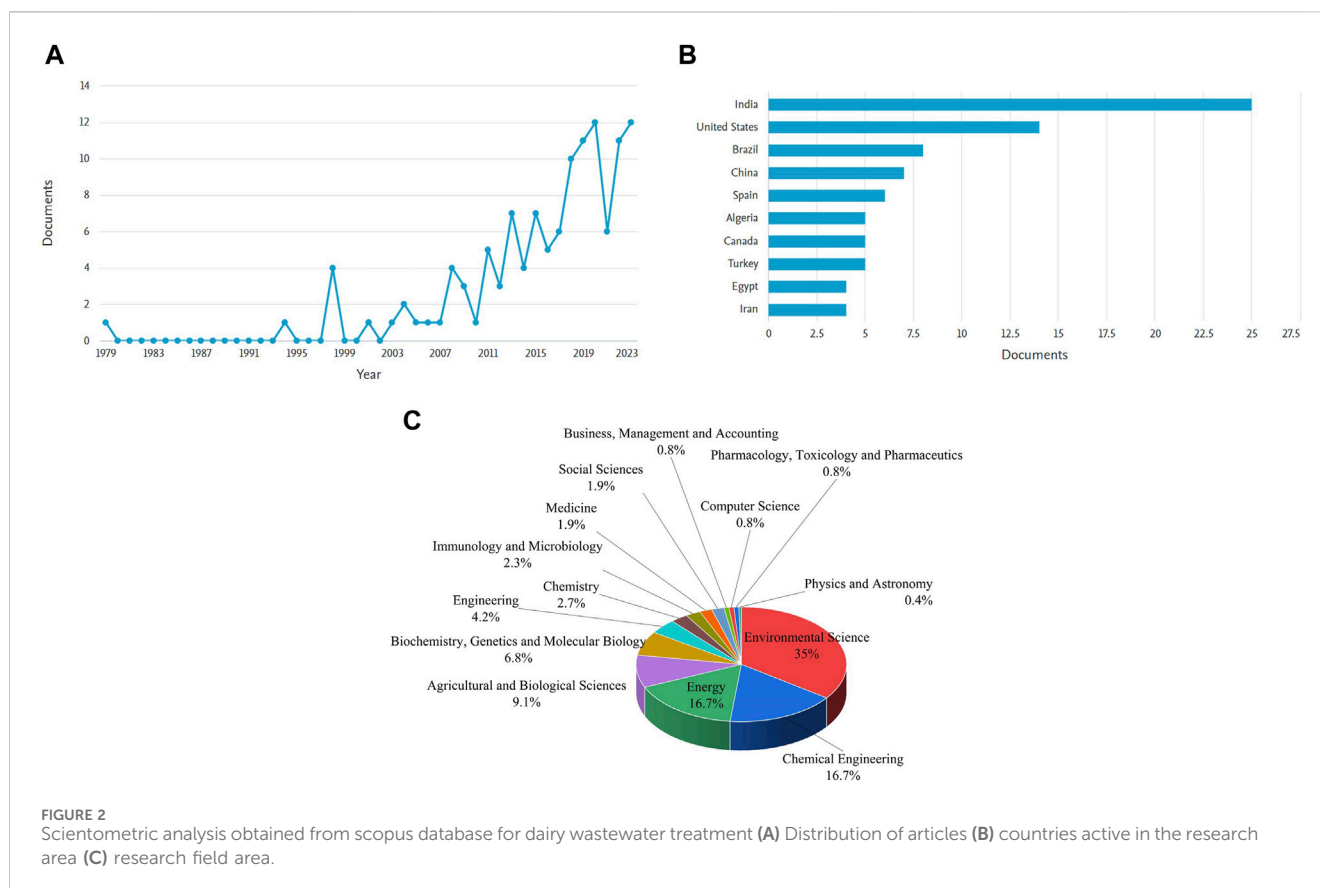 A
14
12
10
8
6
4
2
0
Documents
1979 1983 1987 1991 1995 1999 2003 2007 2011 2015 2019 2023
Year
B
India
United States
Brazil
China
Spain
Algeria
Canada
Turkey
Egypt
Iran
0 2.5 5 7.5 10 12.5 15 17.5 20 22.5 25 27.5
Documents
C
Business, Management and Accounting
0.8%
Pharmacology, Toxicology and Pharmaceutics
0.8%
Social Sciences
1.9%
Computer Science
0.8%
Medicine
1.9%
Immunology and Microbiology
2.3%
Chemistry
2.7%
Physics and Astronomy
0.4%
Engineering
4.2%
Environmental Science
35%
Biochemistry, Genetics and Molecular Biology
6.8%
Agricultural and Biological Sciences
9.1%
Energy
16.7%
Chemical Engineering
16.7%
FIGURE 2
Scientometric analysis obtained from scopus database for dairy wastewater treatment (A) Distribution of articles (B) countries active in the research
area (C) research field area.